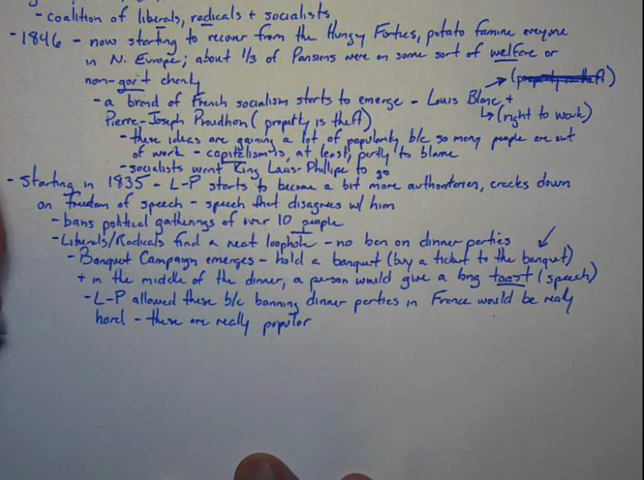 - coalition of liberals, radicals + socialists
- 1846 - now starting to recover from the Hungry Forties, potato famine everyone
in N. Europe; about 1/3 of Parisians were on some sort of welfare or
non-gov't charity
(property is theft)
- a brand of French socialism starts to emerge - Louis Blanc +
(right to work)
Pierre-Joseph Proudhon (property is theft)
- these ideas are gaining a lot of popularity b/c so many people are out
of work - capitalism is, at least, partly to blame
- socialists want King Louis-Phillipe to go
- starting in 1835 - L-P starts to become a bit more authoritarian, cracks down
on freedom of speech - speech that disagrees w/ him
- bans political gatherings of over 10 people
- Liberals/Radicals find a neat loophole - no ban on dinner parties
- Banquet Campaign emerges - hold a banquet (buy a ticket to the banquet)
+ in the middle of the dinner, a person would give a long toast (speech)
- L-P allowed these b/c banning dinner parties in France would be really
hard - these are really popular